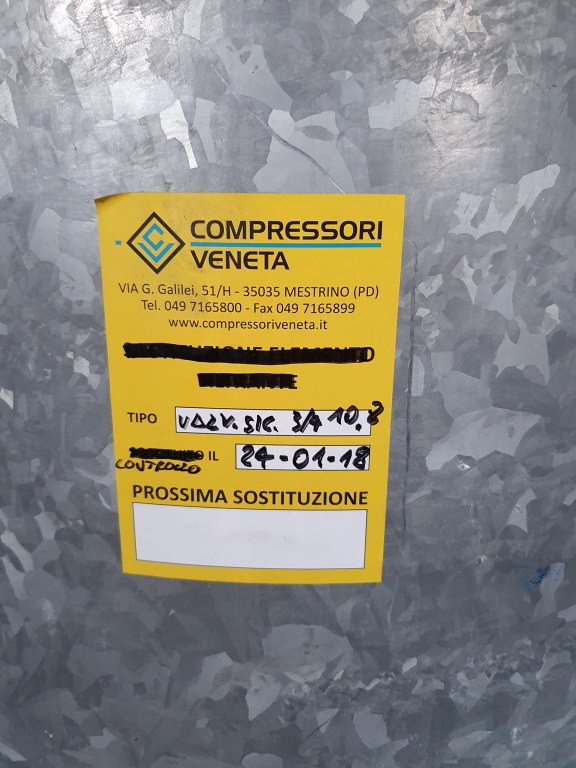 COMPRESSORI
VENETA
VIA G. Galilei, 51/H - 35035 MESTRINO (PD)
Tel. 049 7165800 - Fax 049 7165899
www.compressoriveneta.it
TIPO VALV. SIC. 3/4 10,8
IL 24-01-18
CONTROLLO
PROSSIMA SOSTITUZIONE